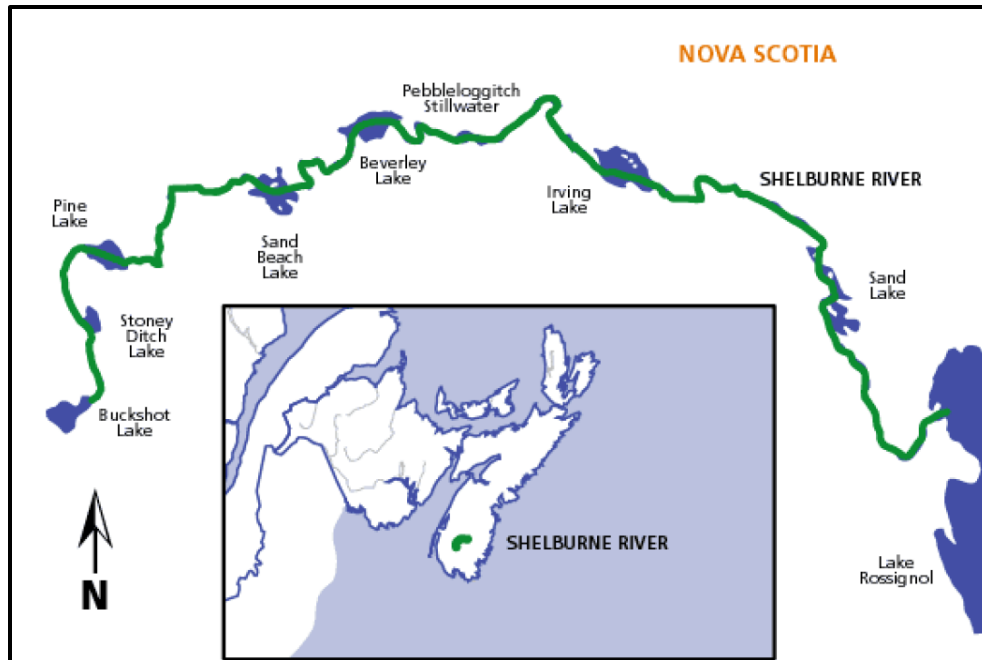 NOVA SCOTIA
Pebbleloggitch
Stillwater
Beverley
Lake
Irving
Lake
SHELBURNE RIVER
Pine
Lake
Sand
Beach
Lake
Sand
Lake
Stoney
Ditch
Lake
Buckshot
Lake
N
SHELBURNE RIVER
Lake
Rossignol